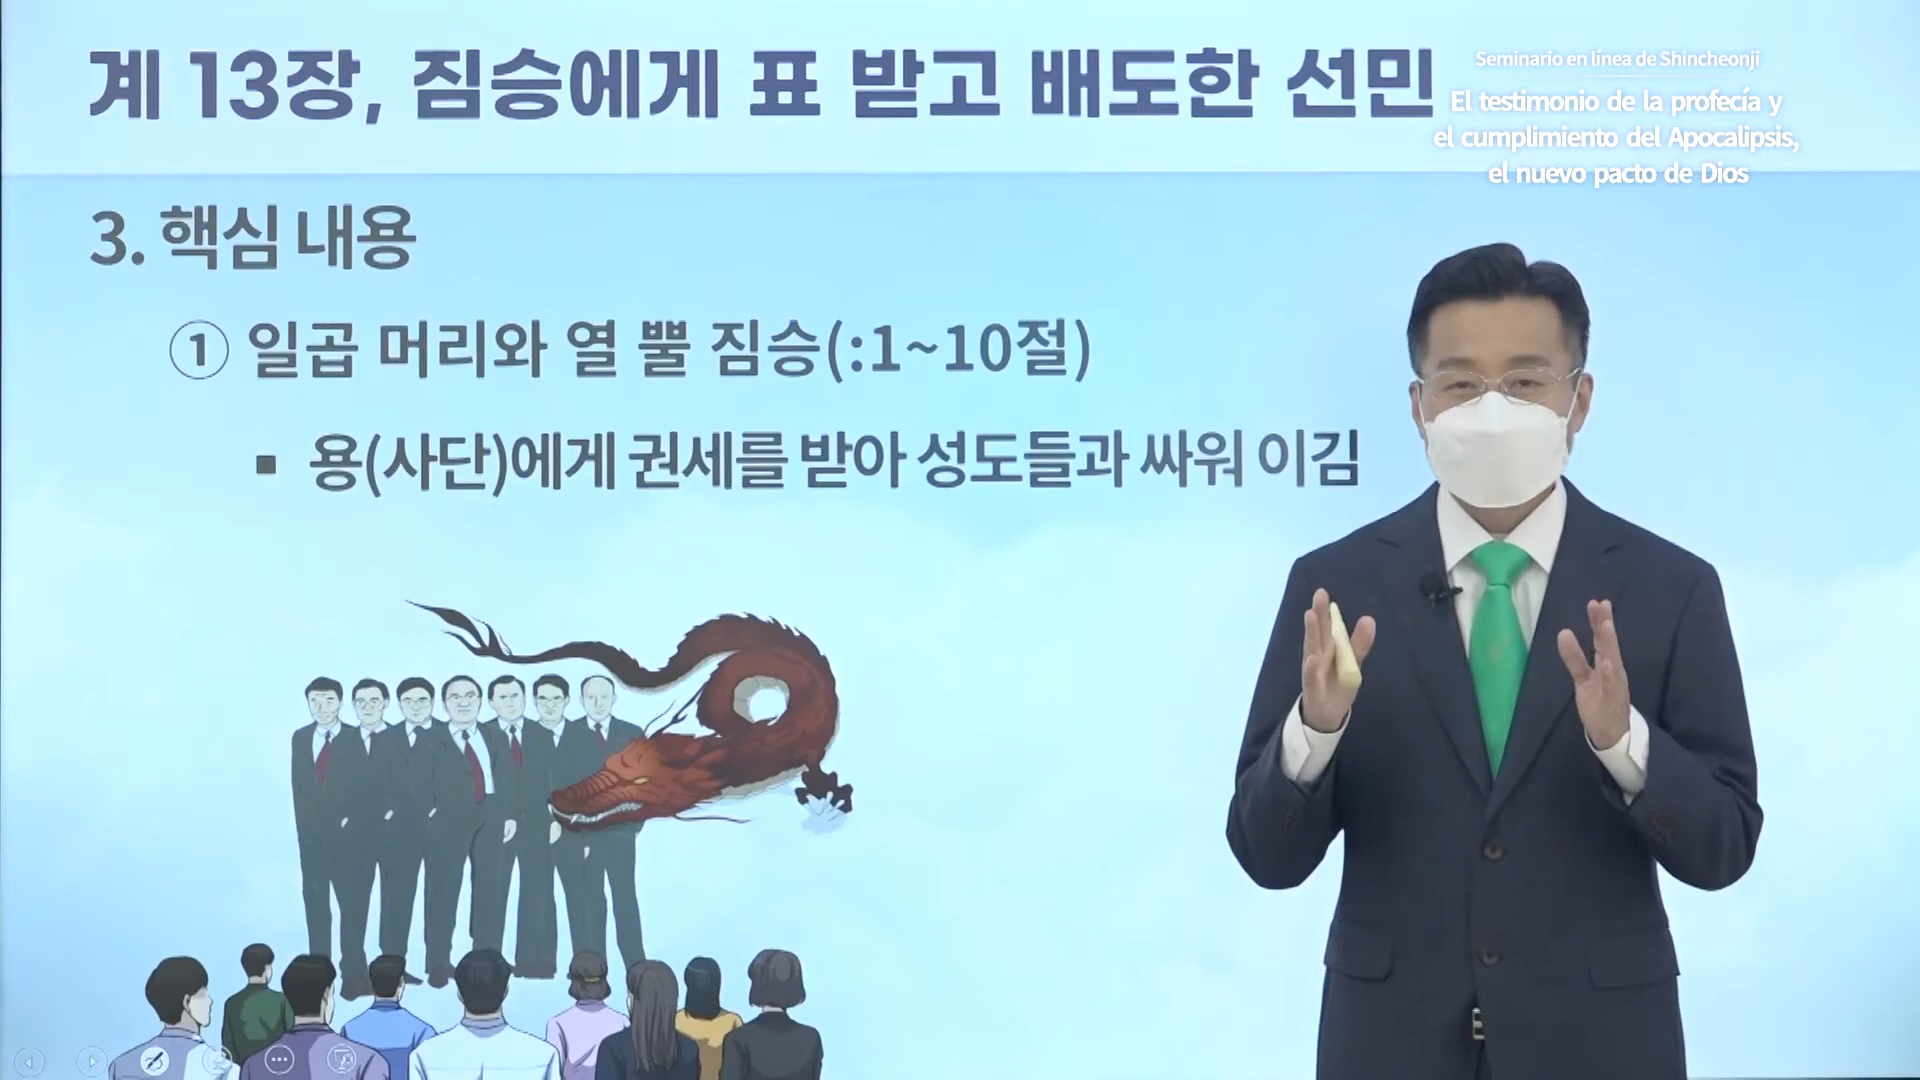 계 13장, 짐승에게 표 받고 배도한 선민
Seminario en línea de Shincheonji
El testimonio de la profecía y
el cumplimiento del Apocalipsis,
el nuevo pacto de Dios
3. 핵심 내용
① 일곱 머리와 열 뿔 짐승(:1~10절)
▪ 용(사단)에게 권세를 받아 성도들과 싸워 이김